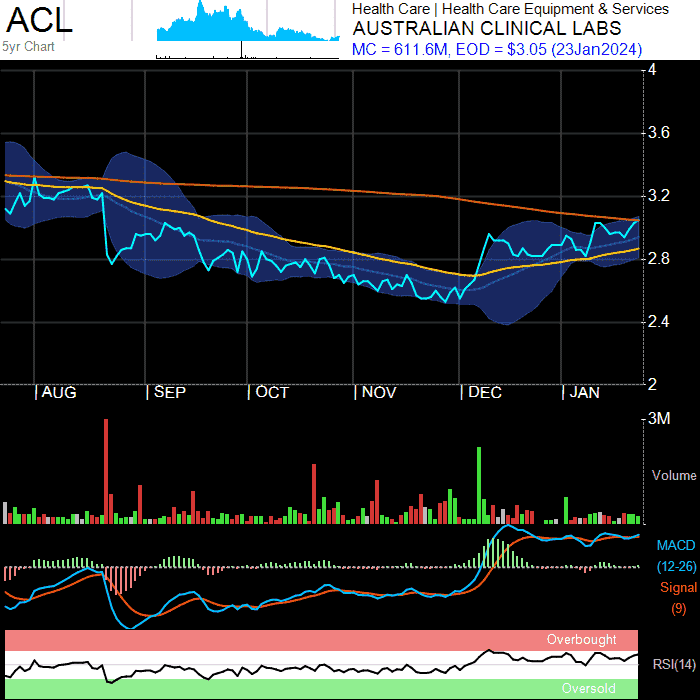 ACL
5yr Chart
Health Care | Health Care Equipment & Services
AUSTRALIAN CLINICAL LABS
MC = 611.6M, EOD = $3.05 (23Jan2024)
4
3.6
3.2
2.8
2.4
2
| AUG | SEP | OCT | NOV | DEC | JAN
3M
Volume
MACD
(12-26)
Signal
(9)
Overbought
RSI(14)
Oversold